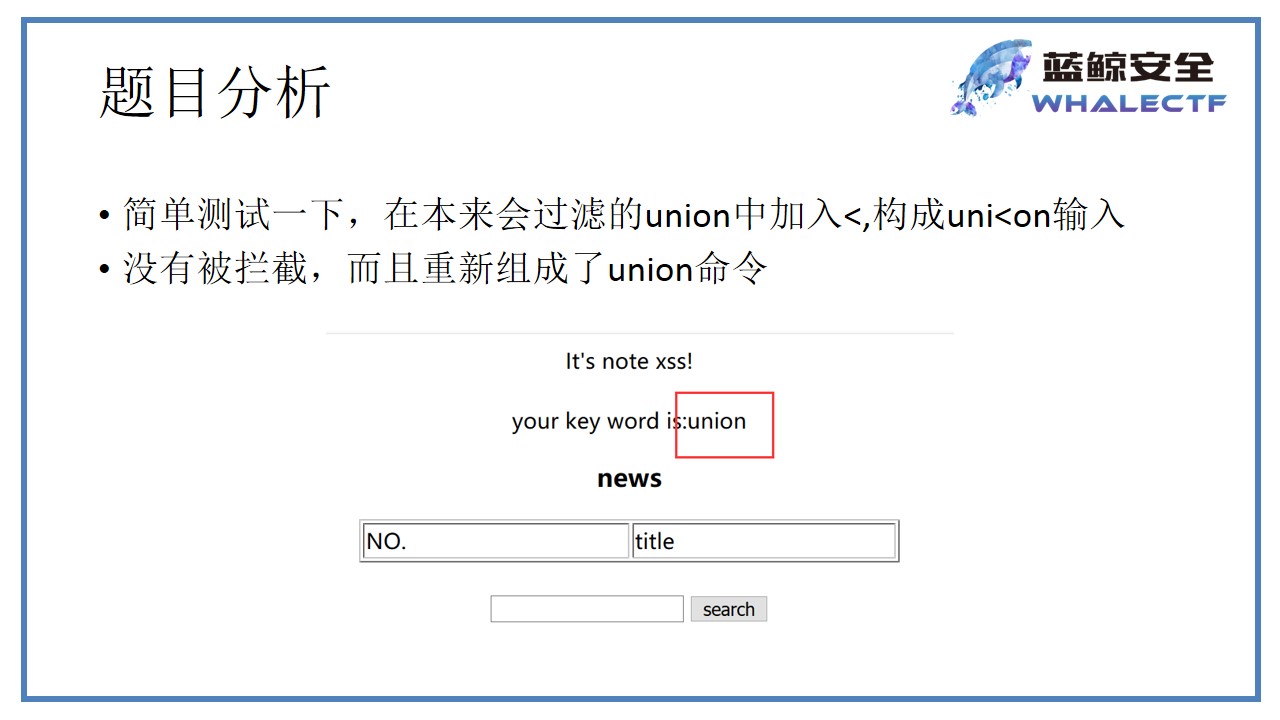 题目分析
蓝鲸安全
WHALECTF
• 简单测试一下，在本来会过滤的union中加入<,构成uni<on输入
• 没有被拦截，而且重新组成了union命令
It's note xss!
your key word is:union
news
NO. title
search